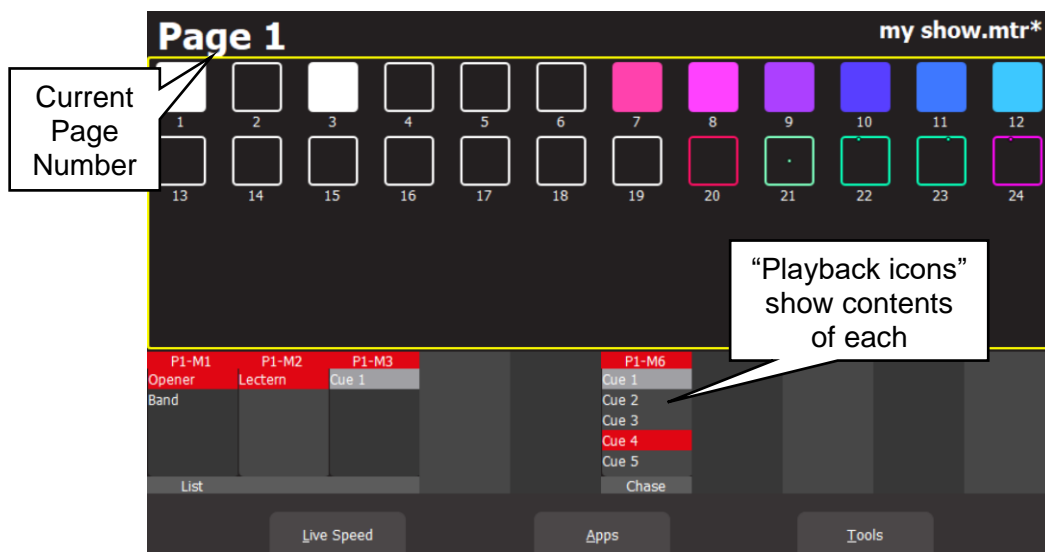 Page 1
my show.mtr*
Current
Page
Number
1 2 3 4 5 6 7 8 9 10 11 12
13 14 15 16 17 18 19 20 21 22 23 24
“Playback icons”
show contents
of each
P1-M1 P1-M2 P1-M3 P1-M6
Opener Lectern Cue 1 Cue 1
Band Cue 2
Cue 3
Cue 4
Cue 5
List Chase
Live Speed Apps Tools